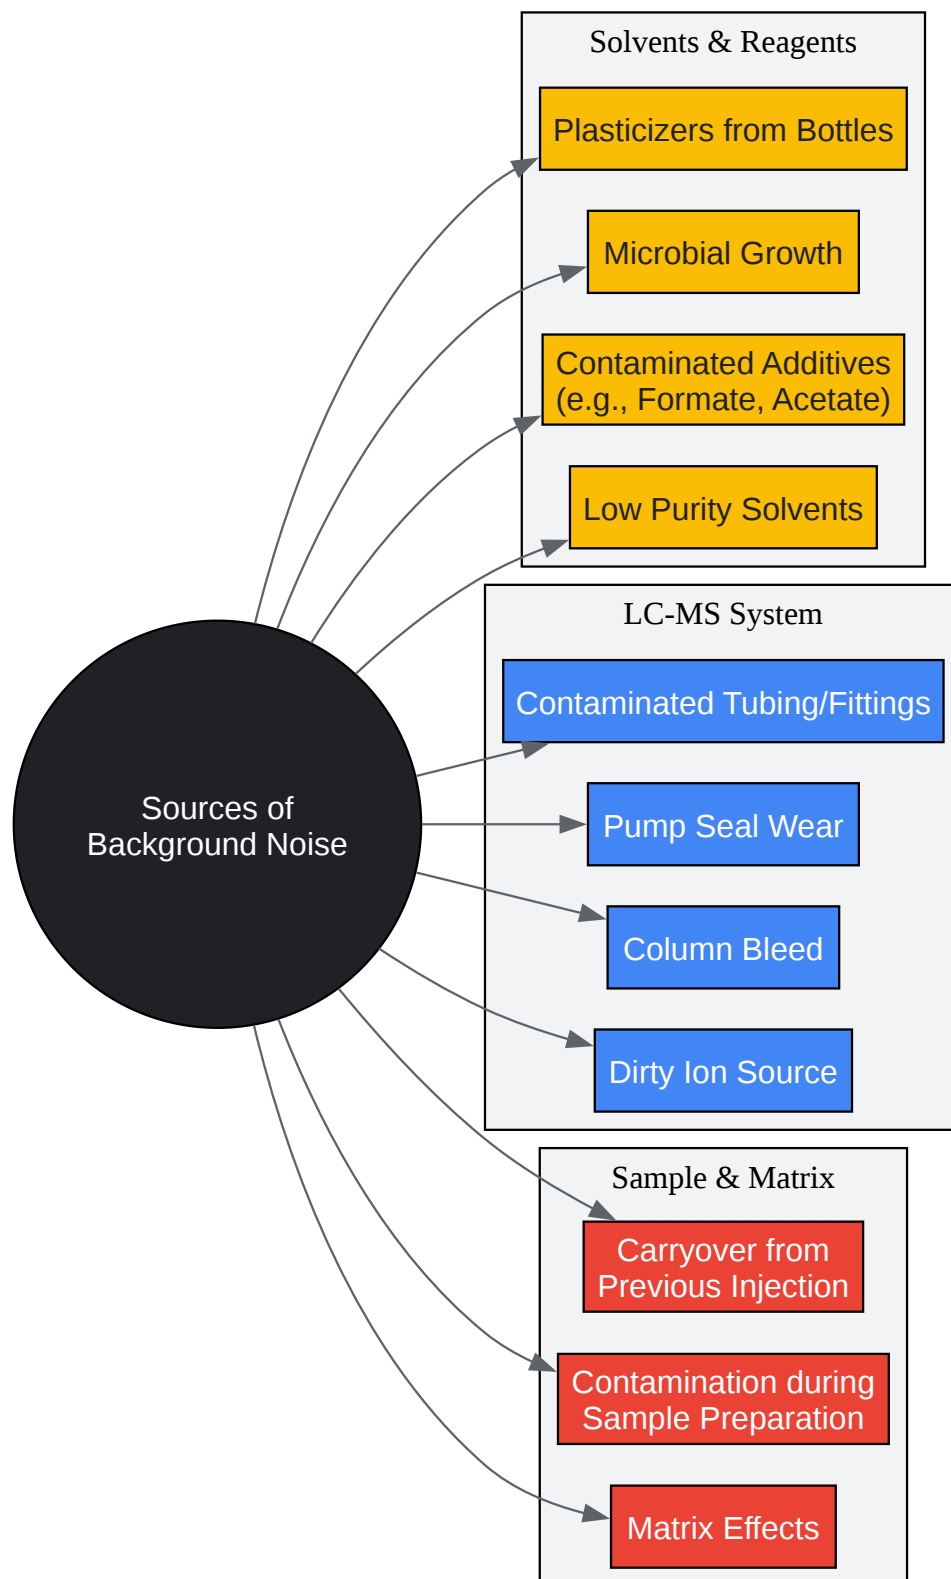 Solvents & Reagents
Plasticizers from Bottles
Microbial Growth
Contaminated Additives
(e.g., Formate, Acetate)
Low Purity Solvents
LC-MS System
Contaminated Tubing/Fittings
Sources of
Background Noise
Pump Seal Wear
Column Bleed
Dirty Ion Source
Sample & Matrix
Carryover from
Previous Injection
Contamination during
Sample Preparation
Matrix Effects